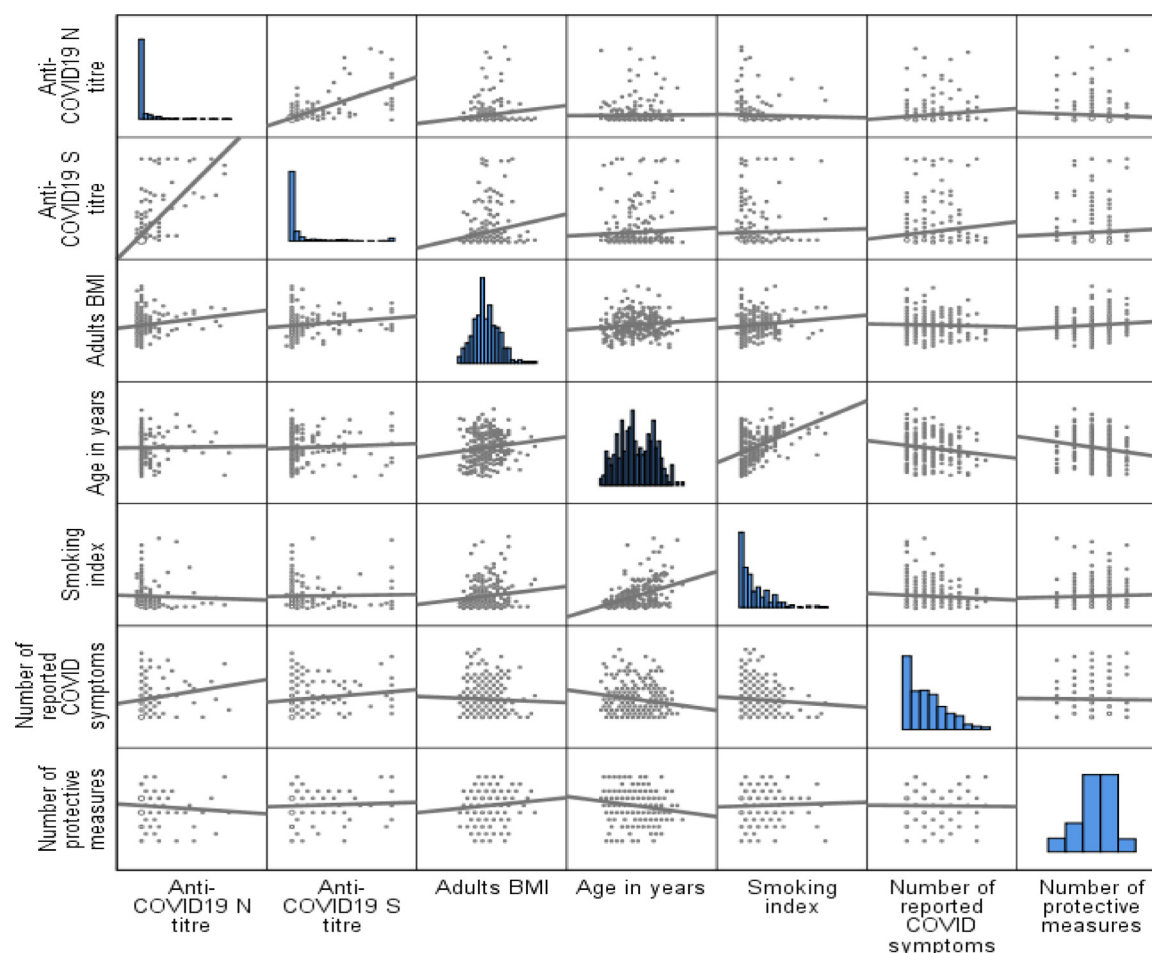 Anti-
COVID19 N
titre
Anti-
COVID19 S
titre
Adults BMI
Age in years
Smoking
index
Number of
reported
COVID
symptoms
Number of
protective
measures
Anti-
COVID19 N
titre
Anti-
COVID19 S
titre
Adults BMI
Age in years
Smoking
index
Number of
reported
COVID
symptoms
Number of
protective
measures